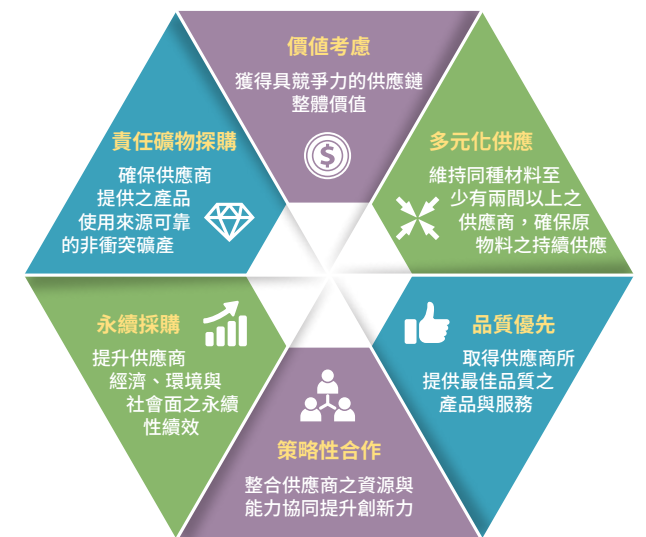 價值考慮
獲得具競爭力的供應鏈
整體價值
$
多元化供應
維持同種材料至
少有兩間以上之
供應商，確保原
物料之持續供應
品質優先
取得供應商所
提供最佳品質之
產品與服務
策略性合作
整合供應商之資源與
能力協同提升創新力
永續採購
提升供應商
經濟、環境與
社會面之永續
性續效
責任礦物探購
確保供應商
提供之產品
使用來源可靠
的非衝突礦產